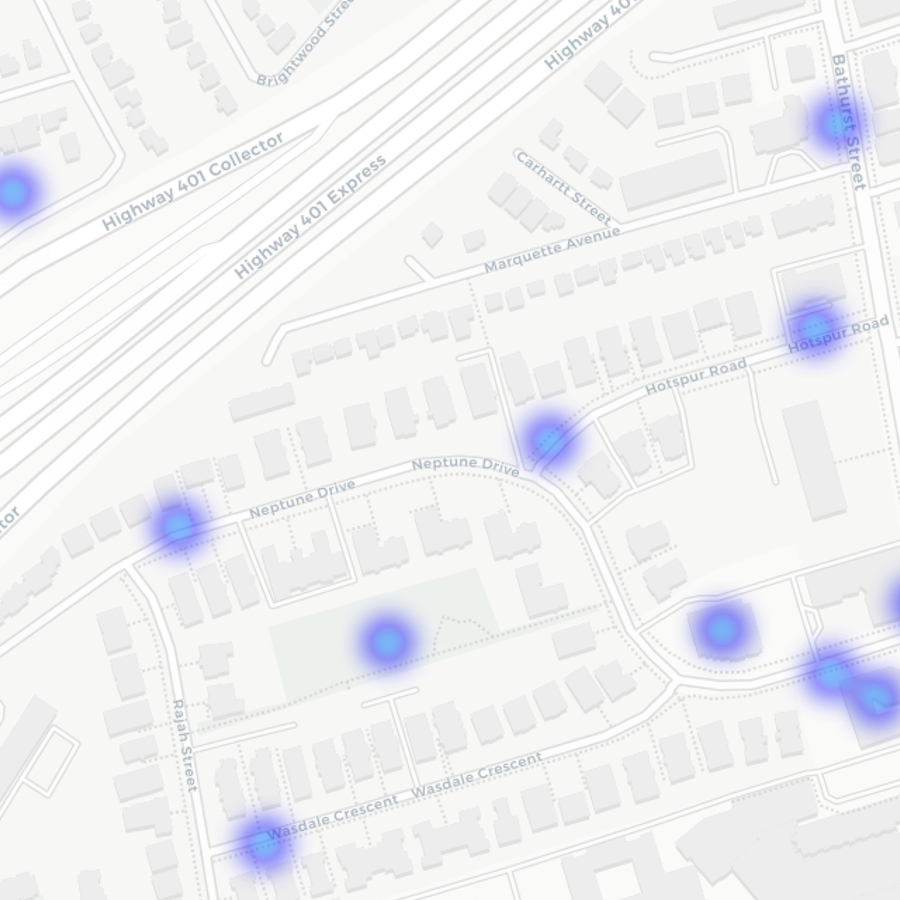 Brightwood Street
Highway 401
Highway 401 Collector
Highway 401 Express
Bathurst Street
Carhartt Street
Marquette Avenue
Hotspur Road
Hotspur Road
Neptune Drive
Neptune Drive
Rajah Street
Wasdale Crescent
Wasdale Crescent